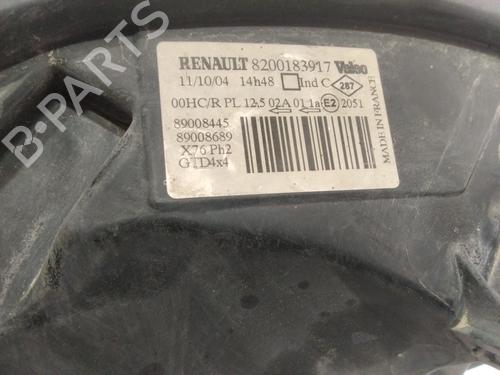 RENAULT 8200183917 Valeo
11/10/04 14h48 Ind C 287
00HC/R PL 12.5 02A 01 1a E2 2051
89008445
89008689
X76 Ph2
GTD4x4
MADE IN FRANCE
B-PARTS